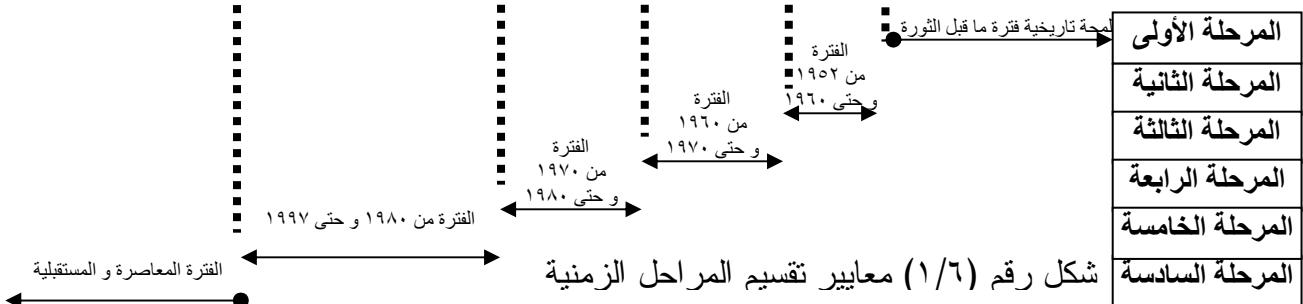 المرحلة الأولى
لمحة تاريخية فترة ما قبل الثورة
المرحلة الثانية
الفترة
من ١٩٥٢
و حتى ١٩٦٠
المرحلة الثالثة
الفترة
من ١٩٦٠
و حتى ١٩٧٠
المرحلة الرابعة
الفترة
من ١٩٧٠
و حتى ١٩٨٠
المرحلة الخامسة
الفترة من ١٩٨٠ و حتى ١٩٩٧
المرحلة السادسة
الفترة المعاصرة و المستقبلية
شكل رقم (١/٦) معايير تقسيم المراحل الزمنية